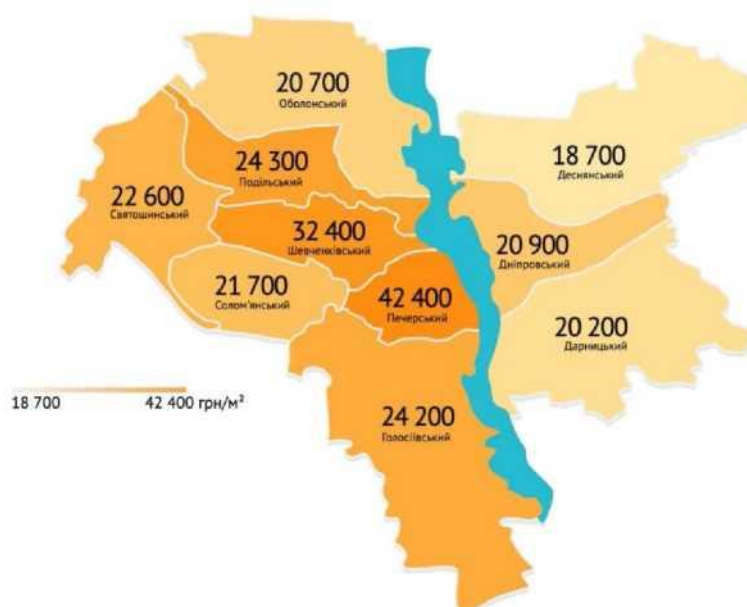 20 700
Оболонський
24 300
Подільський
18 700
Деснянський
22 600
Святошинський
32 400
Шевченківський
20 900
Дніпровський
21 700
Солом'янський
42 400
Печерський
20 200
Дарницький
18 700
42 400 грн/м²
24 200
Голосіївський